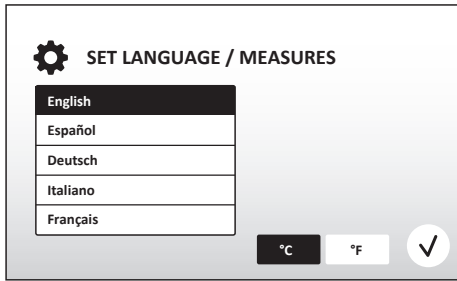 SET LANGUAGE / MEASURES
English
Español
Deutsch
Italiano
Français
°C °F